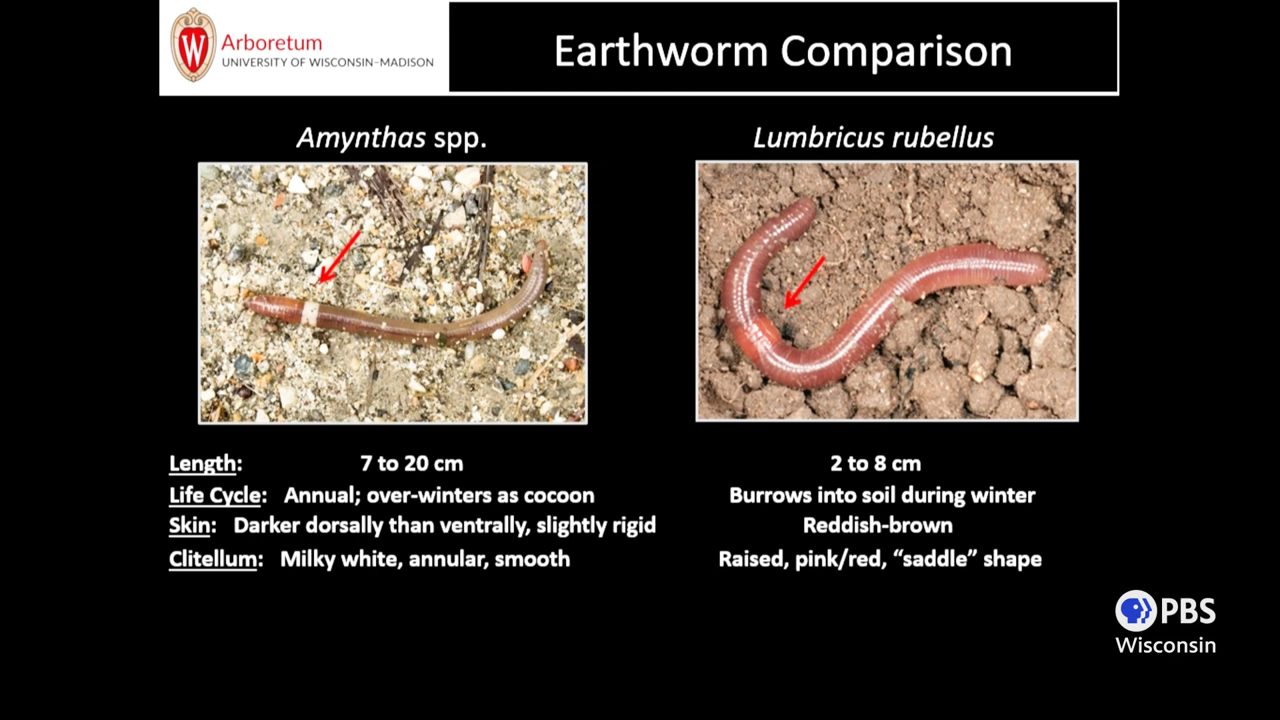 Arboretum
UNIVERSITY OF WISCONSIN-MADISON
Earthworm Comparison
Amynthas spp.
Lumbricus rubellus
Length: 7 to 20 cm
2 to 8 cm
Life Cycle: Annual; over-winters as cocoon
Burrows into soil during winter
Skin: Darker dorsally than ventrally, slightly rigid
Reddish-brown
Clitellum: Milky white, annular, smooth
Raised, pink/red, “saddle” shape
PBS
Wisconsin